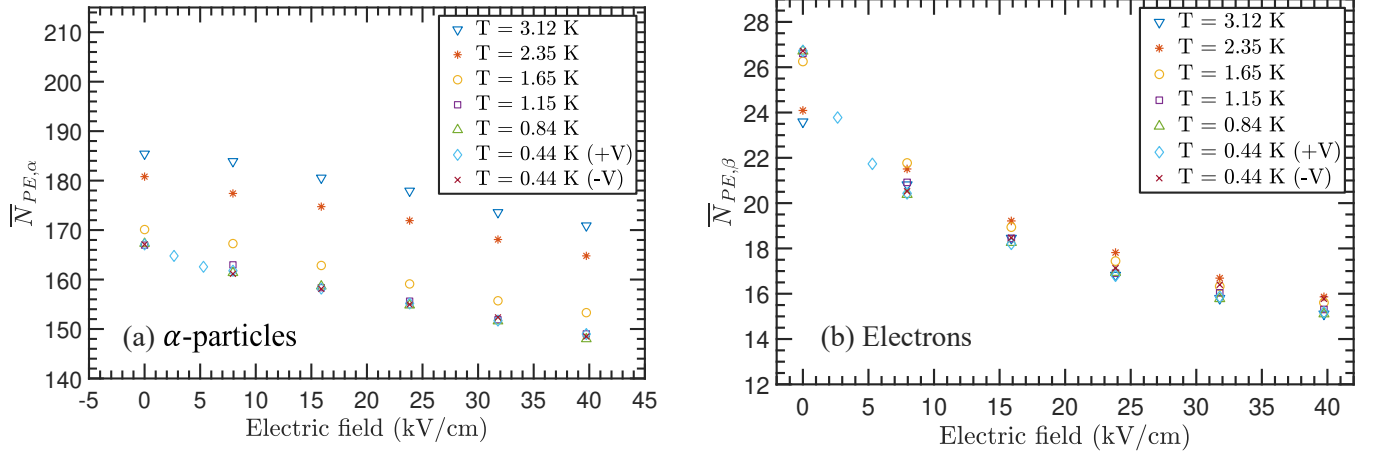 210
200
190
180
170
160
150
140
N̅_{PE,α}
T = 3.12 K
T = 2.35 K
T = 1.65 K
T = 1.15 K
T = 0.84 K
T = 0.44 K (+V)
T = 0.44 K (-V)
(a) α-particles
-5 0 5 10 15 20 25 30 35 40 45
Electric field (kV/cm)
28
26
24
22
20
18
16
14
12
N̅_{PE,β}
T = 3.12 K
T = 2.35 K
T = 1.65 K
T = 1.15 K
T = 0.84 K
T = 0.44 K (+V)
T = 0.44 K (-V)
(b) Electrons
0 5 10 15 20 25 30 35 40
Electric field (kV/cm)